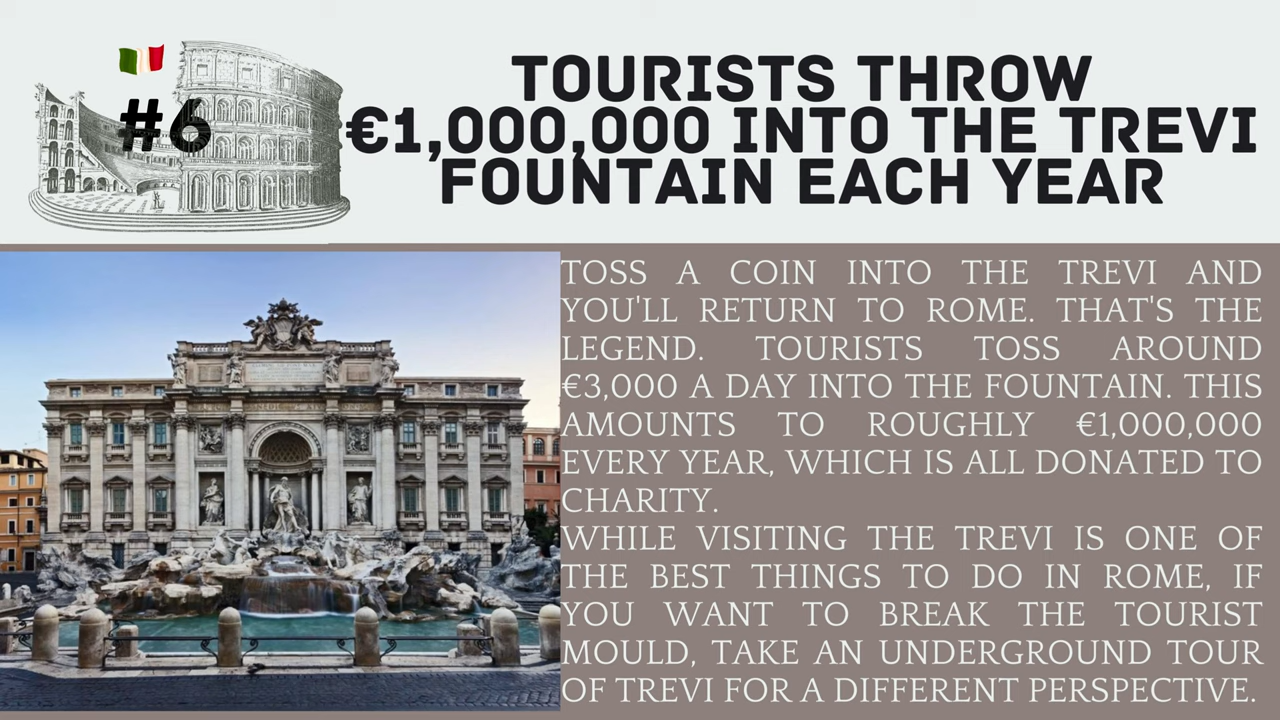 #6
TOURISTS THROW
€1,000,000 INTO THE TREVI
FOUNTAIN EACH YEAR
TOSS A COIN INTO THE TREVI AND
YOU'LL RETURN TO ROME. THAT'S THE
LEGEND. TOURISTS TOSS AROUND
€3,000 A DAY INTO THE FOUNTAIN. THIS
AMOUNTS TO ROUGHLY €1,000,000
EVERY YEAR, WHICH IS ALL DONATED TO
CHARITY.
WHILE VISITING THE TREVI IS ONE OF
THE BEST THINGS TO DO IN ROME, IF
YOU WANT TO BREAK THE TOURIST
MOULD, TAKE AN UNDERGROUND TOUR
OF TREVI FOR A DIFFERENT PERSPECTIVE.